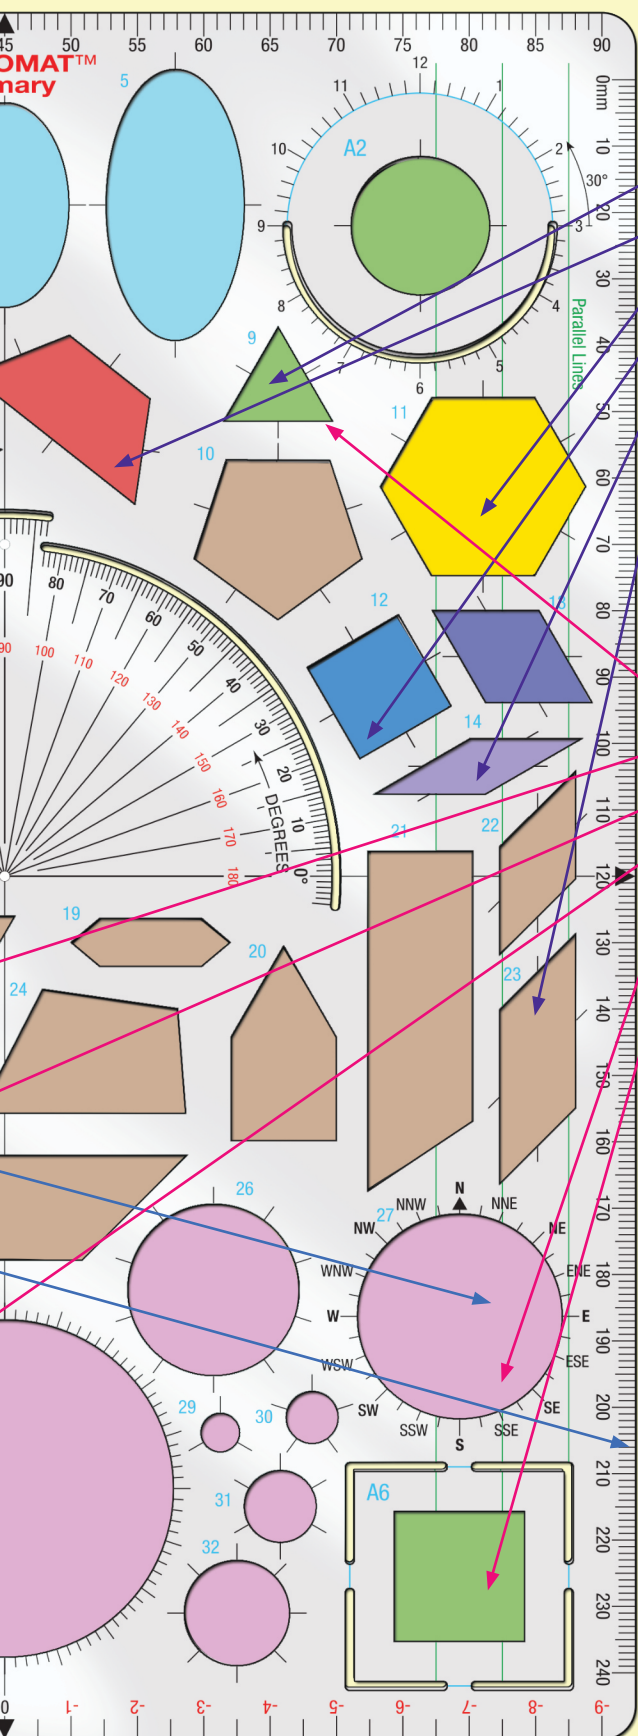 45 50 55 60 65 70 75 80 85 90
OMAT™
mary
5
12
11
1
10
A2
2
30°
9
3
8
4
7
5
6
0mm 10 20 30 40 50 60 70 80 90 100 110 120 130 140 150 160 170 180 190 200 210 220 230 240
Parallel Lines
9
11
10
12
13
14
90 80 70 60 50 40 30 20 10 0°
90 100 110 120 130 140 150 160 170 180
DEGREES
21
22
19
20
23
24
26
27
N
NNW
NNE
NW
NE
WNW
ENE
W
E
WSW
ESE
SW
SE
SSW
SSE
S
29
30
31
A6
32
0 -1 -2 -3 -4 -5 -6 -7 -8 -9